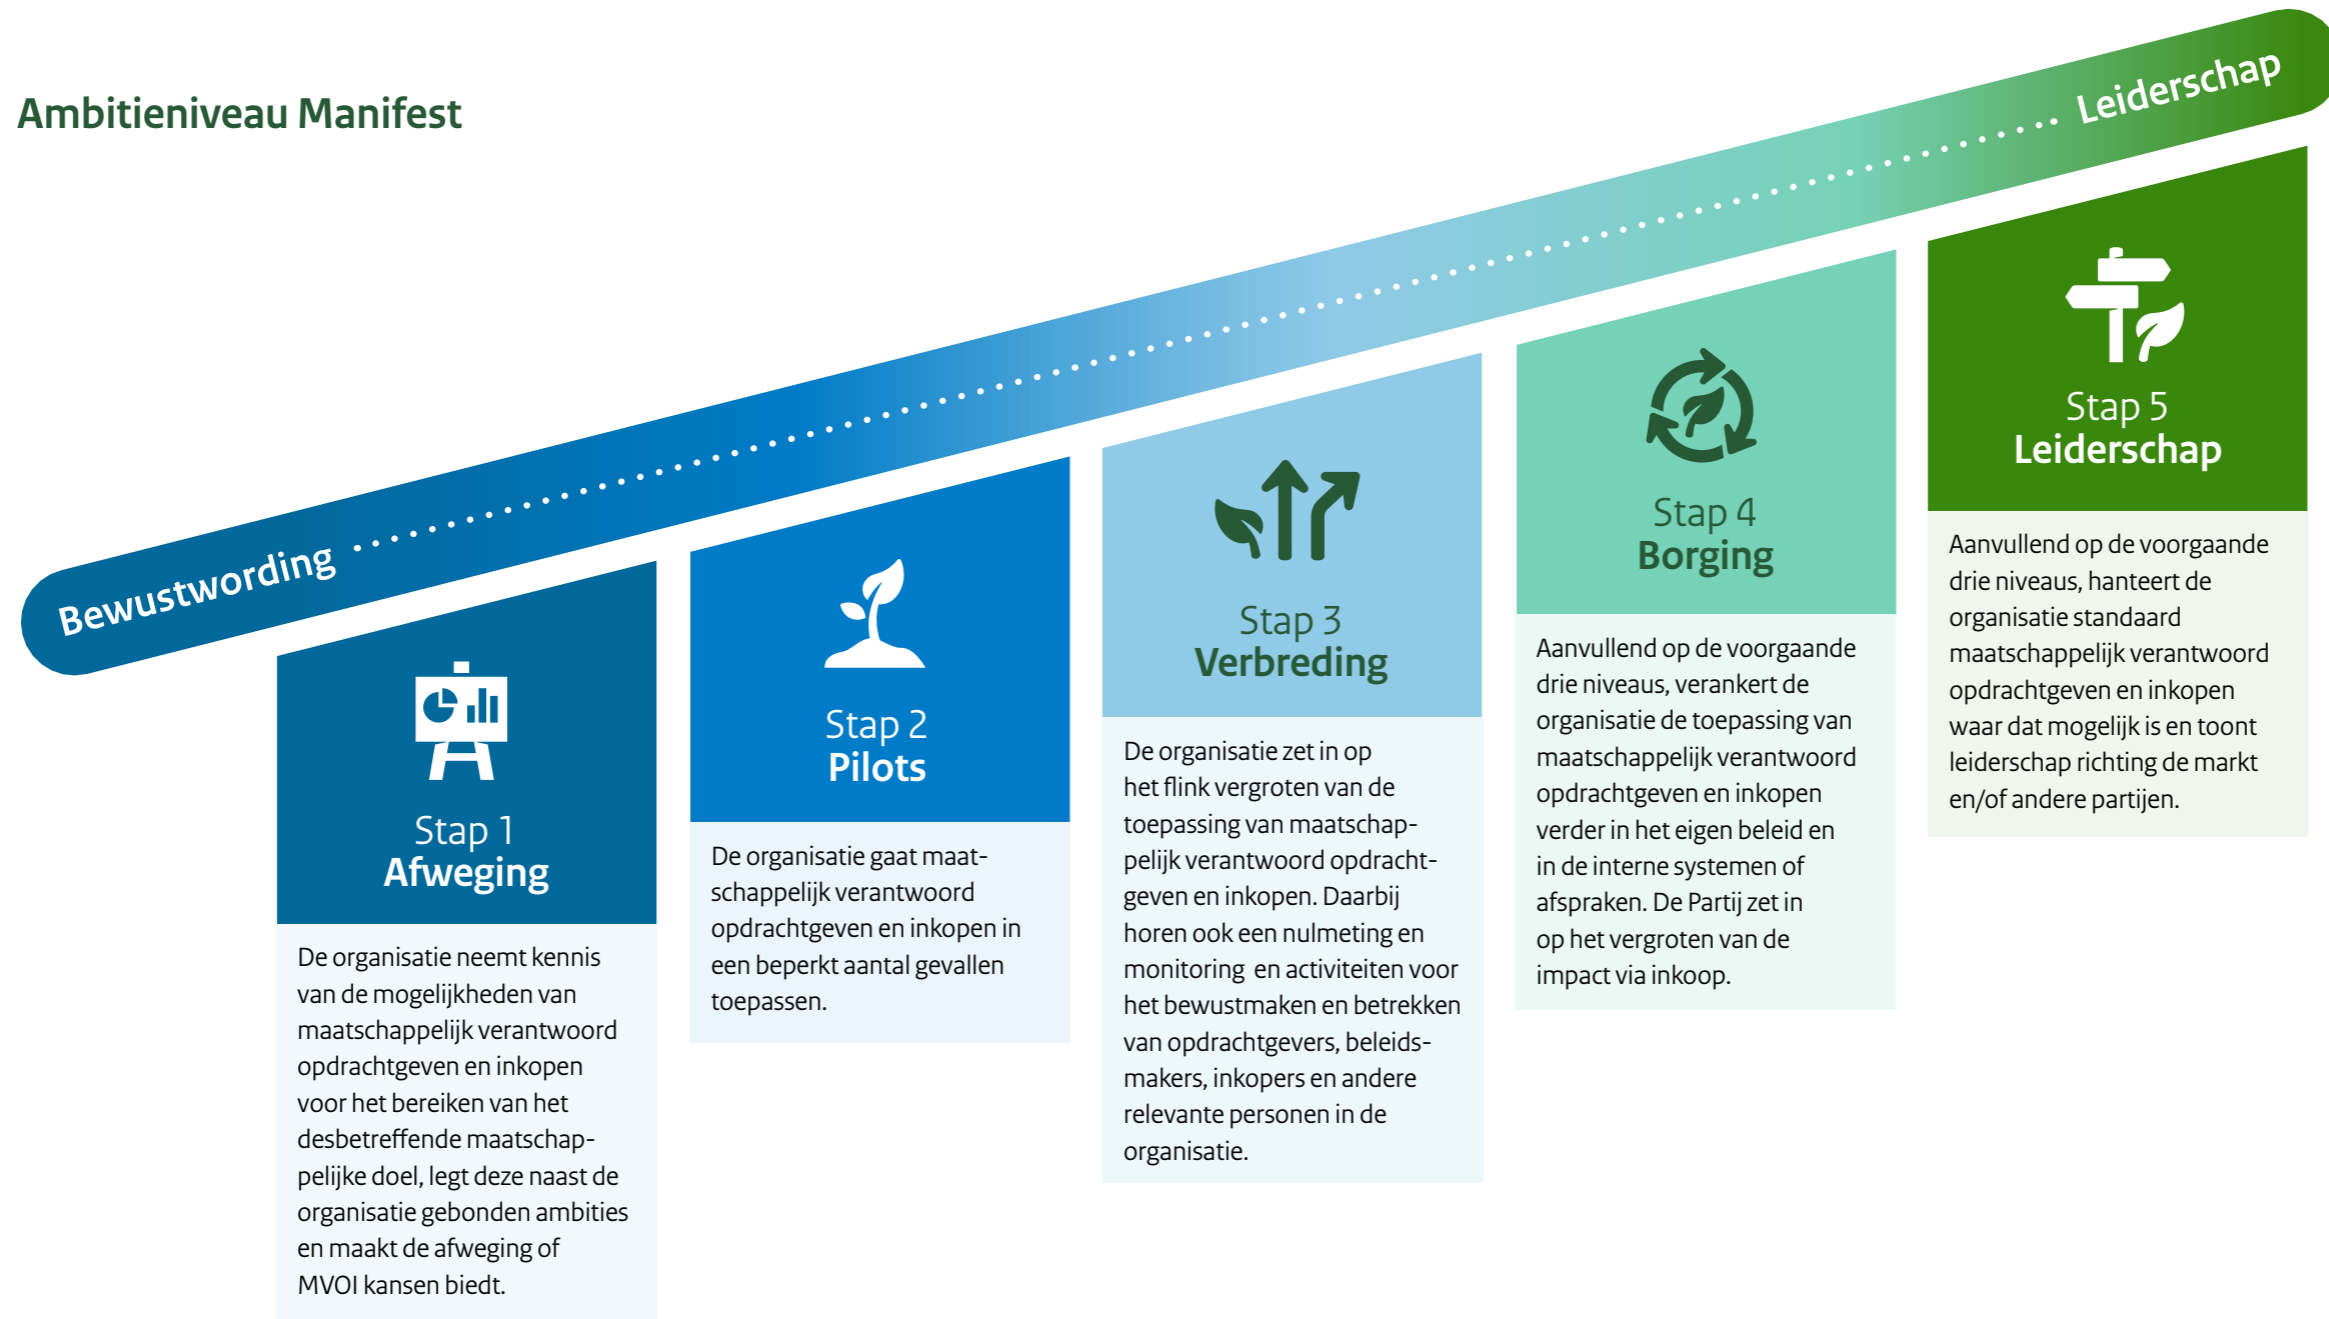 Ambitieniveau Manifest
Bewustwording
Leiderschap
Stap 1
Afweging
De organisatie neemt kennis
van de mogelijkheden van
maatschappelijk verantwoord
opdrachtgeven en inkopen
voor het bereiken van het
desbetreffende maatschap-
pelijke doel, legt deze naast de
organisatie gebonden ambities
en maakt de afweging of
MVOI kansen biedt.
Stap 2
Pilots
De organisatie gaat maat-
schappelijk verantwoord
opdrachtgeven en inkopen in
een beperkt aantal gevallen
toepassen.
Stap 3
Verbreding
De organisatie zet in op
het flink vergroten van de
toepassing van maatschap-
pelijk verantwoord opdracht-
geven en inkopen. Daarbij
horen ook een nulmeting en
monitoring en activiteiten voor
het bewustmaken en betrekken
van opdrachtgevers, beleids-
makers, inkopers en andere
relevante personen in de
organisatie.
Stap 4
Borging
Aanvullend op de voorgaande
drie niveaus, verankert de
organisatie de toepassing van
maatschappelijk verantwoord
opdrachtgeven en inkopen
verder in het eigen beleid en
in de interne systemen of
afspraken. De Partij zet in
op het vergroten van de
impact via inkoop.
Stap 5
Leiderschap
Aanvullend op de voorgaande
drie niveaus, hanteert de
organisatie standaard
maatschappelijk verantwoord
opdrachtgeven en inkopen
waar dat mogelijk is en toont
leiderschap richting de markt
en/of andere partijen.